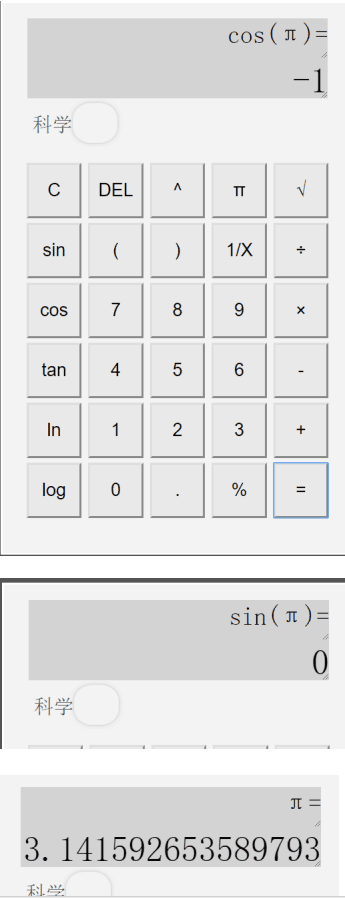 cos(π)=
-1
科学
C DEL ^ π √
sin ( ) 1/X ÷
cos 7 8 9 ×
tan 4 5 6 -
ln 1 2 3 +
log 0 . % =
sin(π)=
0
科学
π=
3.141592653589793
科学